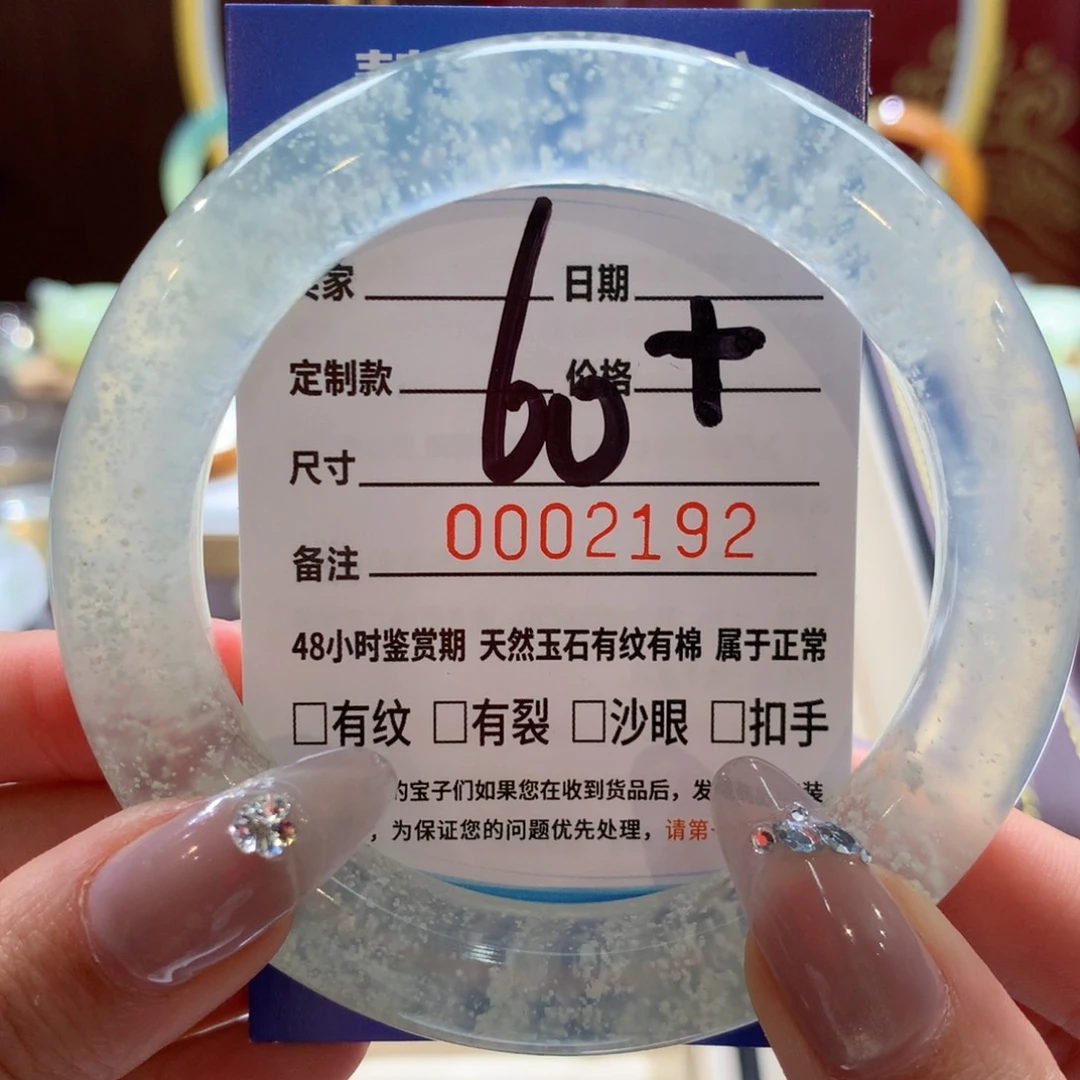 家 日期
60+
定制款 价格
尺寸
0002192
备注
48小时鉴赏期 天然玉石有纹有棉 属于正常
□有纹 □有裂 □沙眼 □扣手
的宝子们如果您在收到货品后，发
，为保证您的问题优先处理，请第一